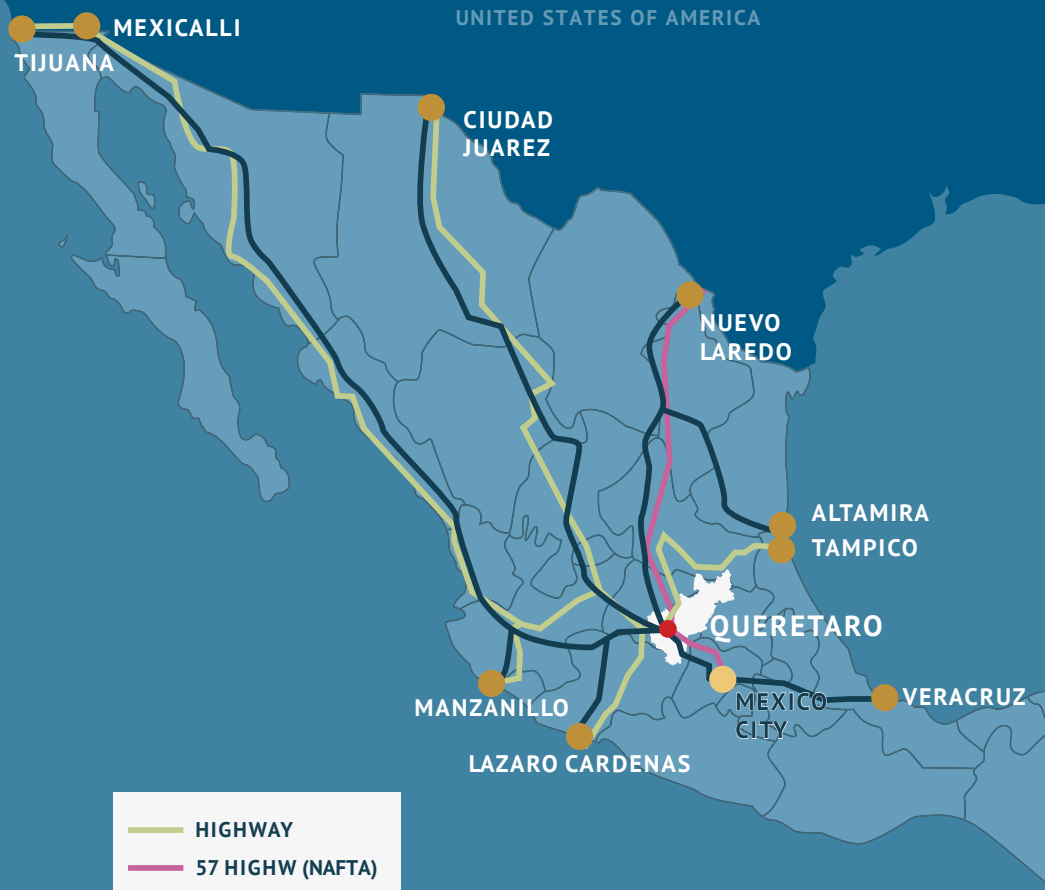 UNITED STATES OF AMERICA
MEXICALLI
TIJUANA
CIUDAD
JUAREZ
NUEVO
LAREDO
ALTAMIRA
TAMPICO
QUERETARO
MANZANILLO
MEXICO
CITY
VERACRUZ
LAZARO CARDENAS
HIGHWAY
57 HIGHW (NAFTA)